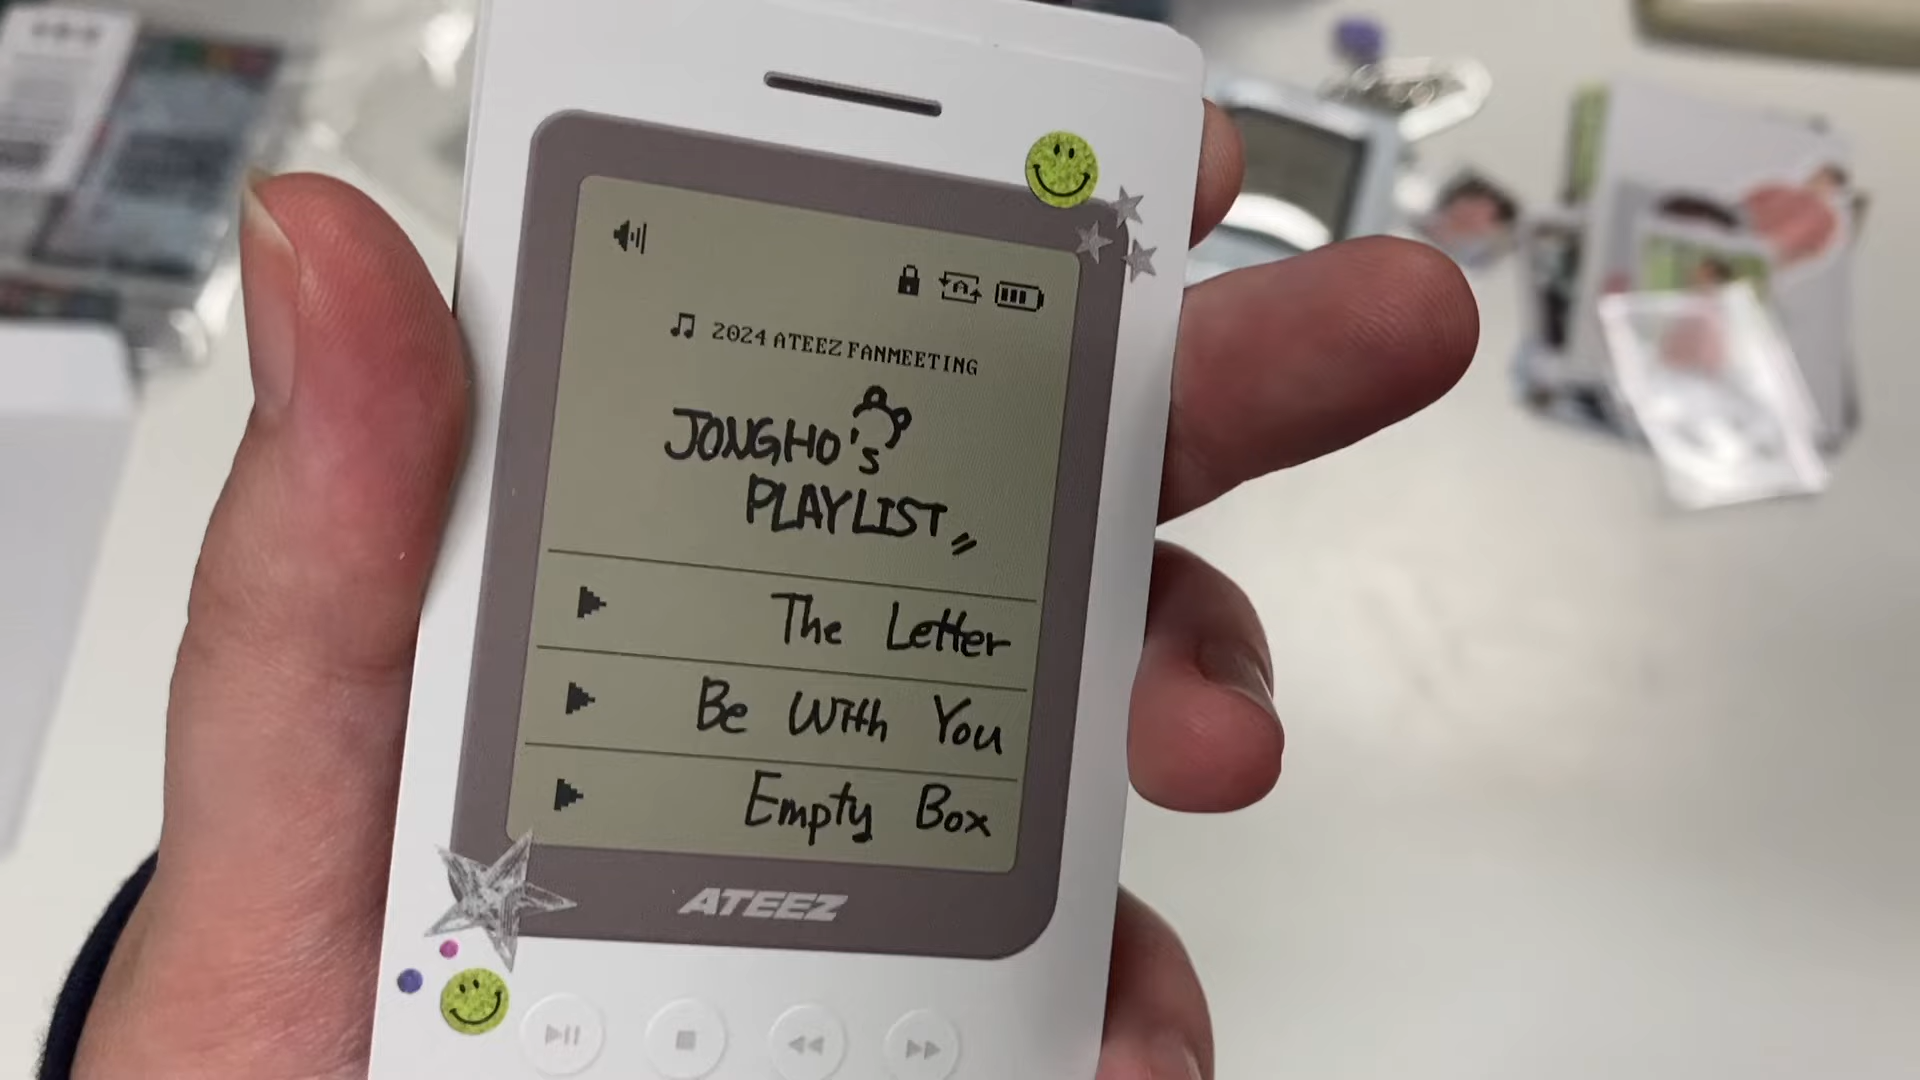 2024 ATEEZ FANMEETING
JONGHO's
PLAYLIST
The Letter
Be With You
Empty Box
ATEEZ